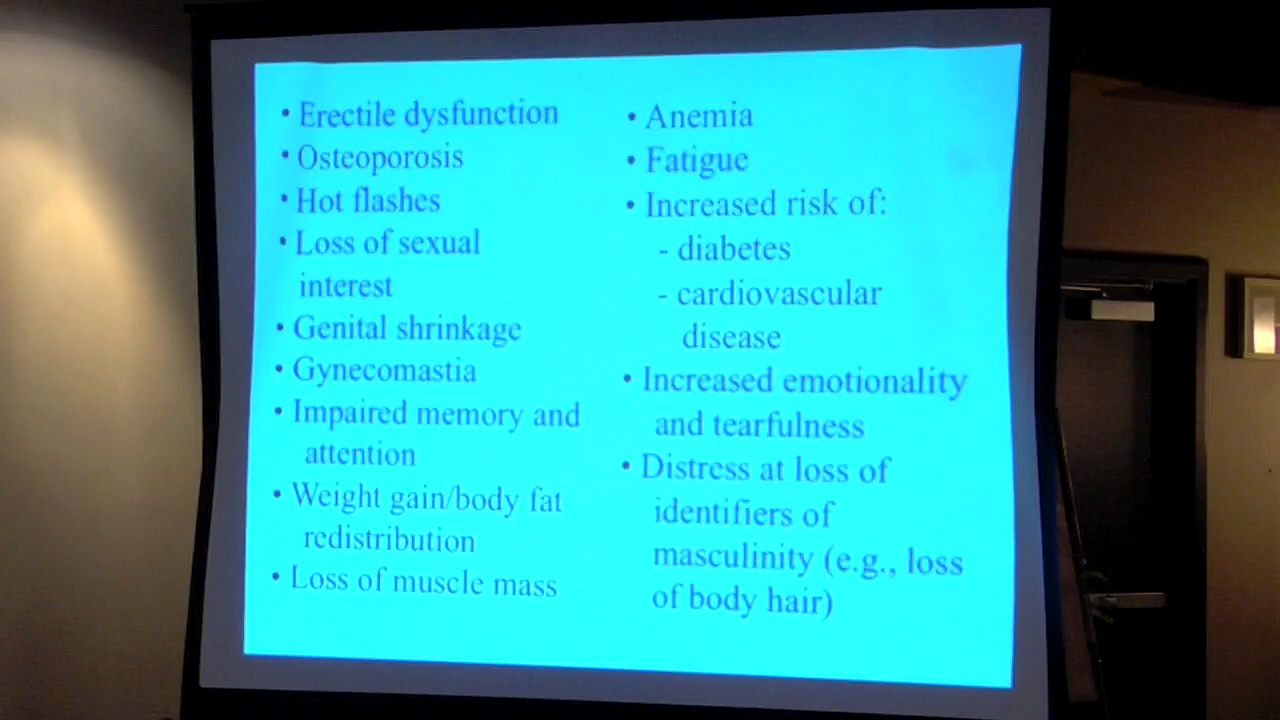 • Erectile dysfunction
• Osteoporosis
• Hot flashes
• Loss of sexual
interest
• Genital shrinkage
• Gynecomastia
• Impaired memory and
attention
• Weight gain/body fat
redistribution
• Loss of muscle mass
• Anemia
• Fatigue
• Increased risk of:
- diabetes
- cardiovascular
disease
• Increased emotionality
and tearfulness
• Distress at loss of
identifiers of
masculinity (e.g., loss
of body hair)